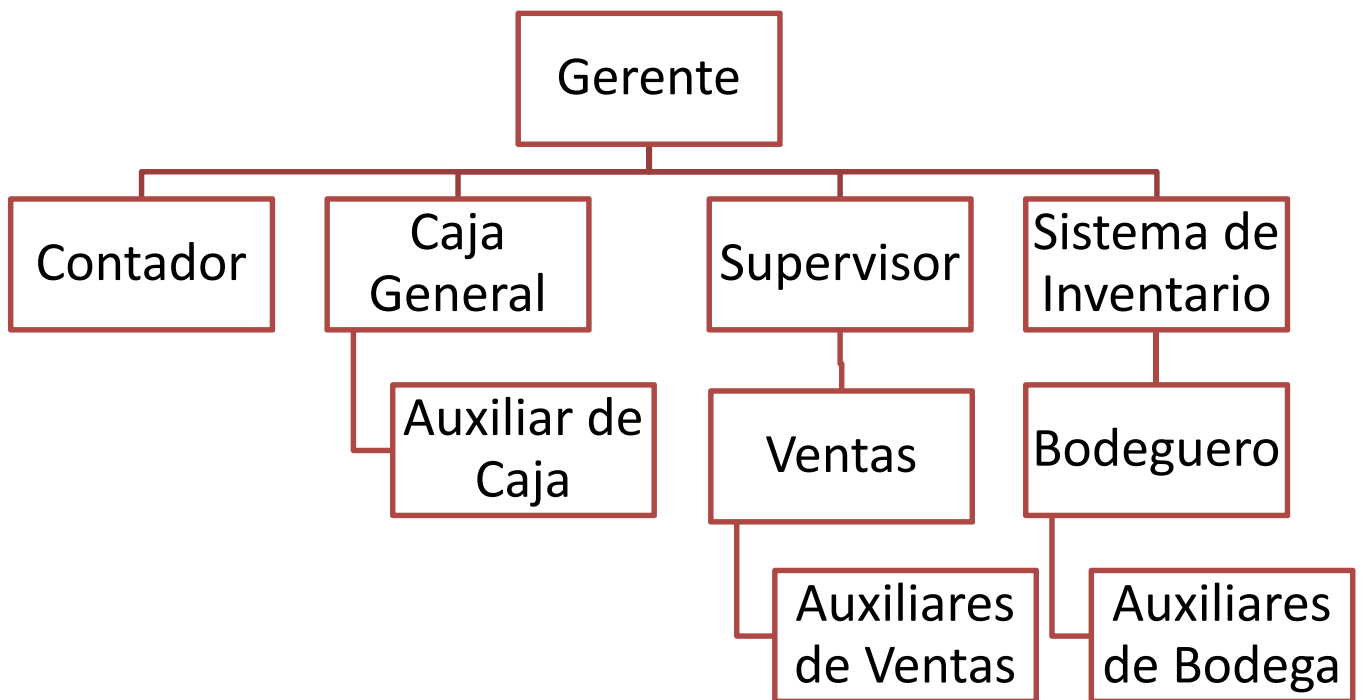 Gerente
Contador
Caja
General
Supervisor
Sistema de
Inventario
Auxiliar de
Caja
Ventas
Bodeguero
Auxiliares
de Ventas
Auxiliares
de Bodega